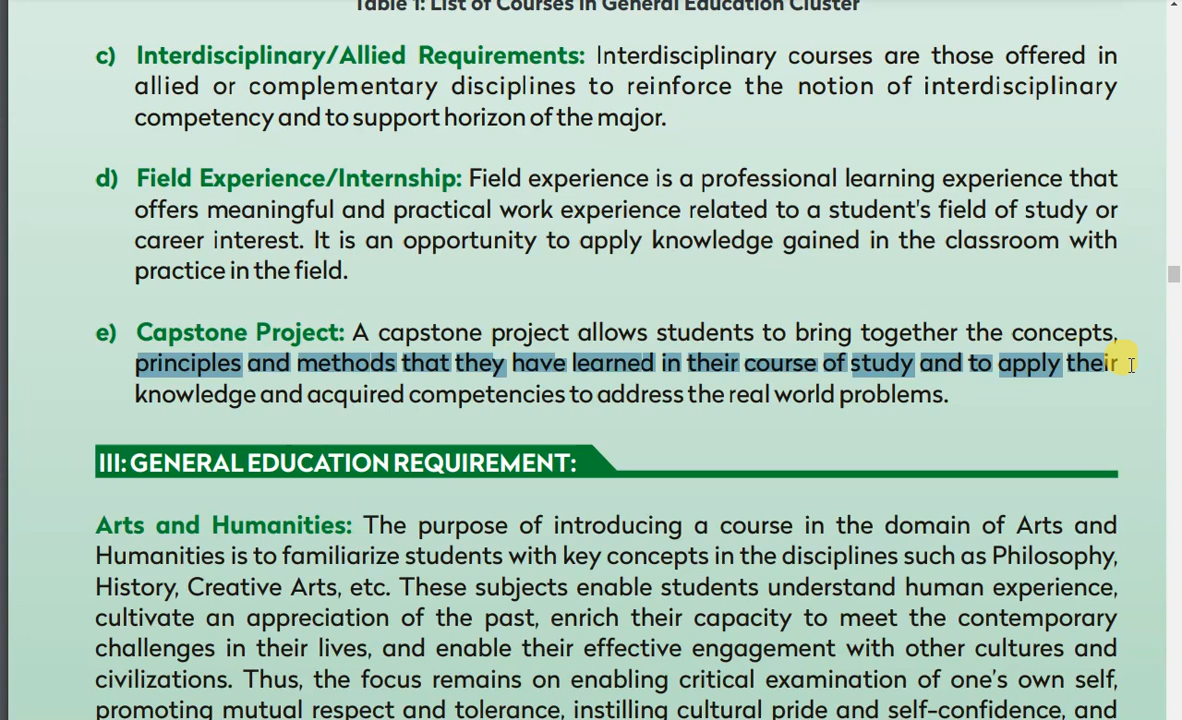 Table 1: List of Courses in General Education Cluster
c) Interdisciplinary/Allied Requirements: Interdisciplinary courses are those offered in
allied or complementary disciplines to reinforce the notion of interdisciplinary
competency and to support horizon of the major.
d) Field Experience/Internship: Field experience is a professional learning experience that
offers meaningful and practical work experience related to a student's field of study or
career interest. It is an opportunity to apply knowledge gained in the classroom with
practice in the field.
e) Capstone Project: A capstone project allows students to bring together the concepts,
principles and methods that they have learned in their course of study and to apply their
knowledge and acquired competencies to address the real world problems.
III: GENERAL EDUCATION REQUIREMENT:
Arts and Humanities: The purpose of introducing a course in the domain of Arts and
Humanities is to familiarize students with key concepts in the disciplines such as Philosophy,
History, Creative Arts, etc. These subjects enable students understand human experience,
cultivate an appreciation of the past, enrich their capacity to meet the contemporary
challenges in their lives, and enable their effective engagement with other cultures and
civilizations. Thus, the focus remains on enabling critical examination of one's own self,
promoting mutual respect and tolerance, instilling cultural pride and self-confidence, and